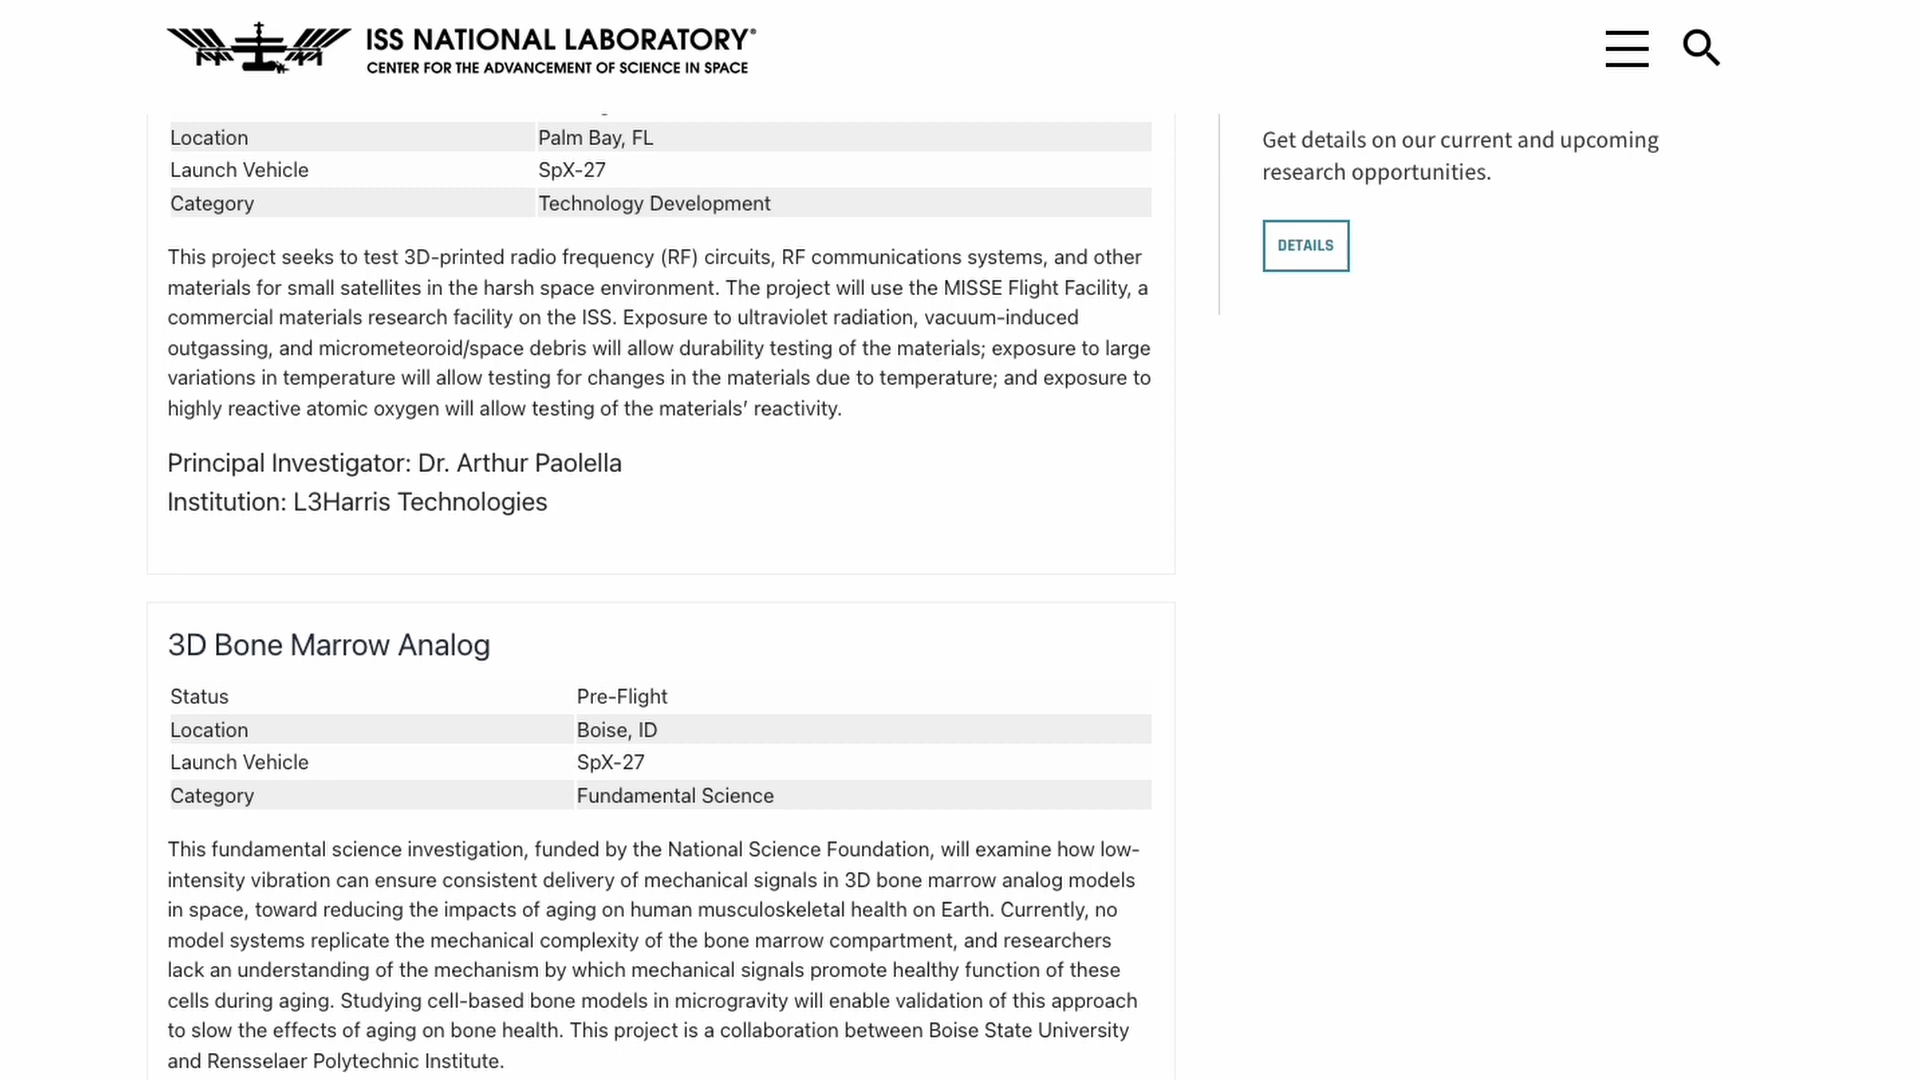 ISS NATIONAL LABORATORY®
CENTER FOR THE ADVANCEMENT OF SCIENCE IN SPACE
Location Palm Bay, FL
Launch Vehicle SpX-27
Category Technology Development
This project seeks to test 3D-printed radio frequency (RF) circuits, RF communications systems, and other
materials for small satellites in the harsh space environment. The project will use the MISSE Flight Facility, a
commercial materials research facility on the ISS. Exposure to ultraviolet radiation, vacuum-induced
outgassing, and micrometeoroid/space debris will allow durability testing of the materials; exposure to large
variations in temperature will allow testing for changes in the materials due to temperature; and exposure to
highly reactive atomic oxygen will allow testing of the materials’ reactivity.
Principal Investigator: Dr. Arthur Paolella
Institution: L3Harris Technologies
3D Bone Marrow Analog
Status Pre-Flight
Location Boise, ID
Launch Vehicle SpX-27
Category Fundamental Science
This fundamental science investigation, funded by the National Science Foundation, will examine how low-
intensity vibration can ensure consistent delivery of mechanical signals in 3D bone marrow analog models
in space, toward reducing the impacts of aging on human musculoskeletal health on Earth. Currently, no
model systems replicate the mechanical complexity of the bone marrow compartment, and researchers
lack an understanding of the mechanism by which mechanical signals promote healthy function of these
cells during aging. Studying cell-based bone models in microgravity will enable validation of this approach
to slow the effects of aging on bone health. This project is a collaboration between Boise State University
and Rensselaer Polytechnic Institute.
Get details on our current and upcoming
research opportunities.
DETAILS